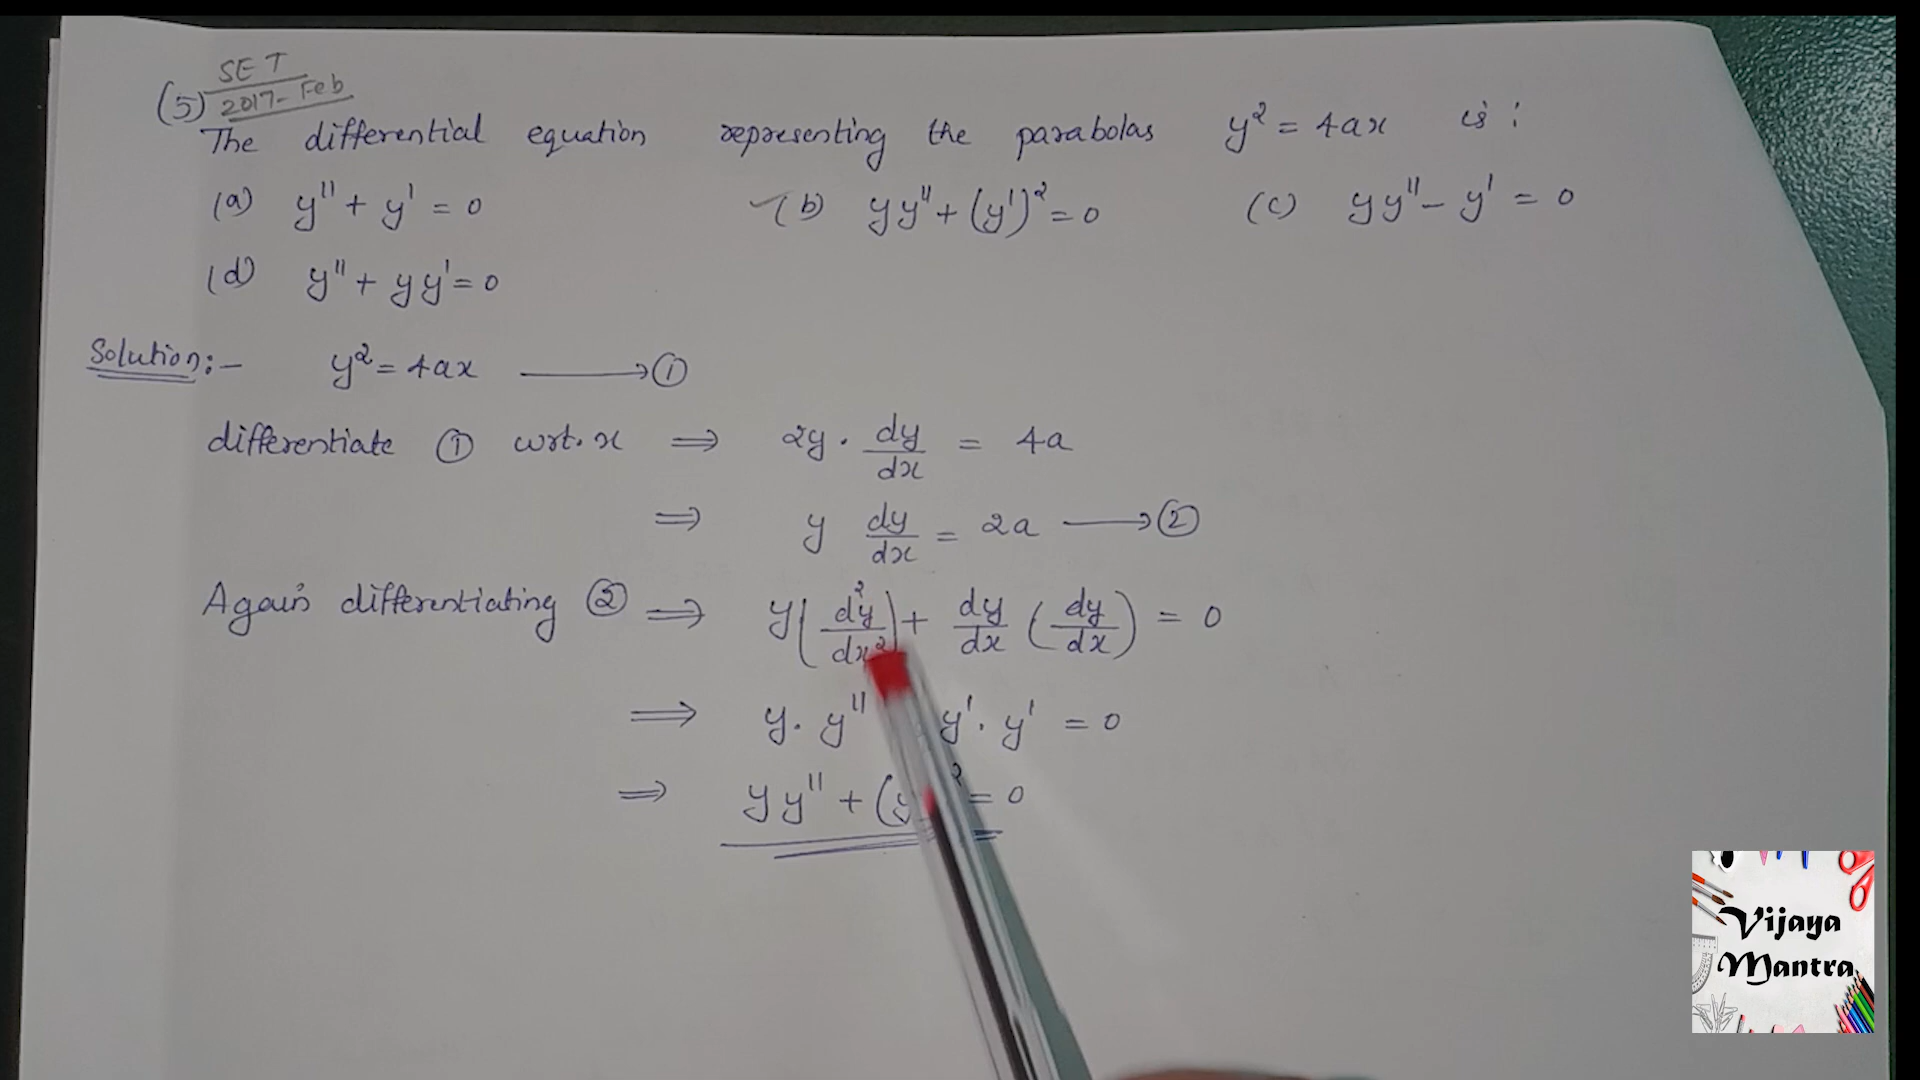 SET
(5) 2017-Feb
The differential equation representing the parabolas y² = 4ax is :
(a) y'' + y' = 0 (b) yy'' + (y')² = 0 (c) yy'' - y' = 0
(d) y'' + yy' = 0
Solution:- y² = 4ax ⟶ ①
differentiate ① wrt. x ⇒ 2y · dy/dx = 4a
⇒ y dy/dx = 2a ⟶ ②
Again differentiating ② ⇒ y(d²y/dx²) + dy/dx (dy/dx) = 0
⇒ y. y'' y'. y' = 0
⇒ yy'' + (y ² = 0
Vijaya
Mantra